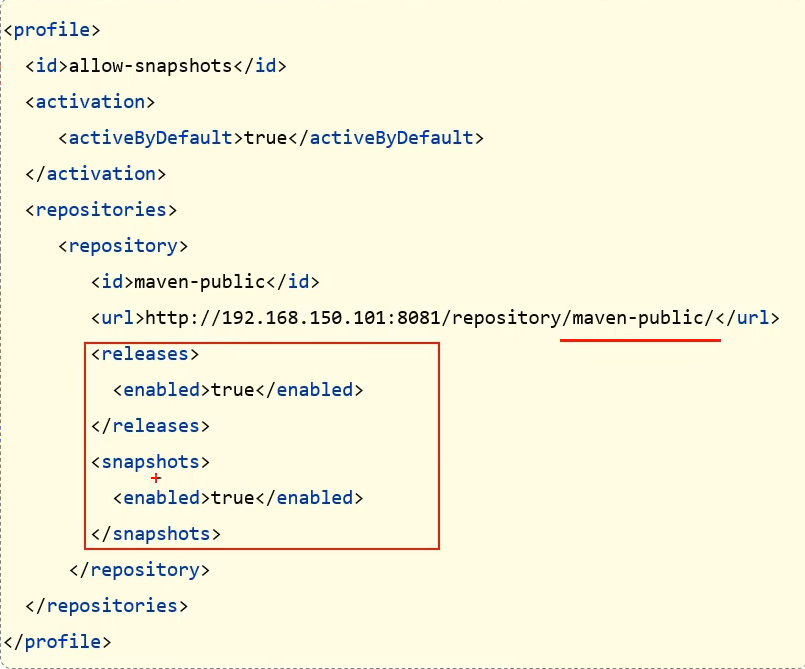 <profile>
<id>allow-snapshots</id>
<activation>
<activeByDefault>true</activeByDefault>
</activation>
<repositories>
<repository>
<id>maven-public</id>
<url>http://192.168.150.101:8081/repository/maven-public/</url>
<releases>
<enabled>true</enabled>
</releases>
<snapshots>
<enabled>true</enabled>
</snapshots>
</repository>
</repositories>
</profile>